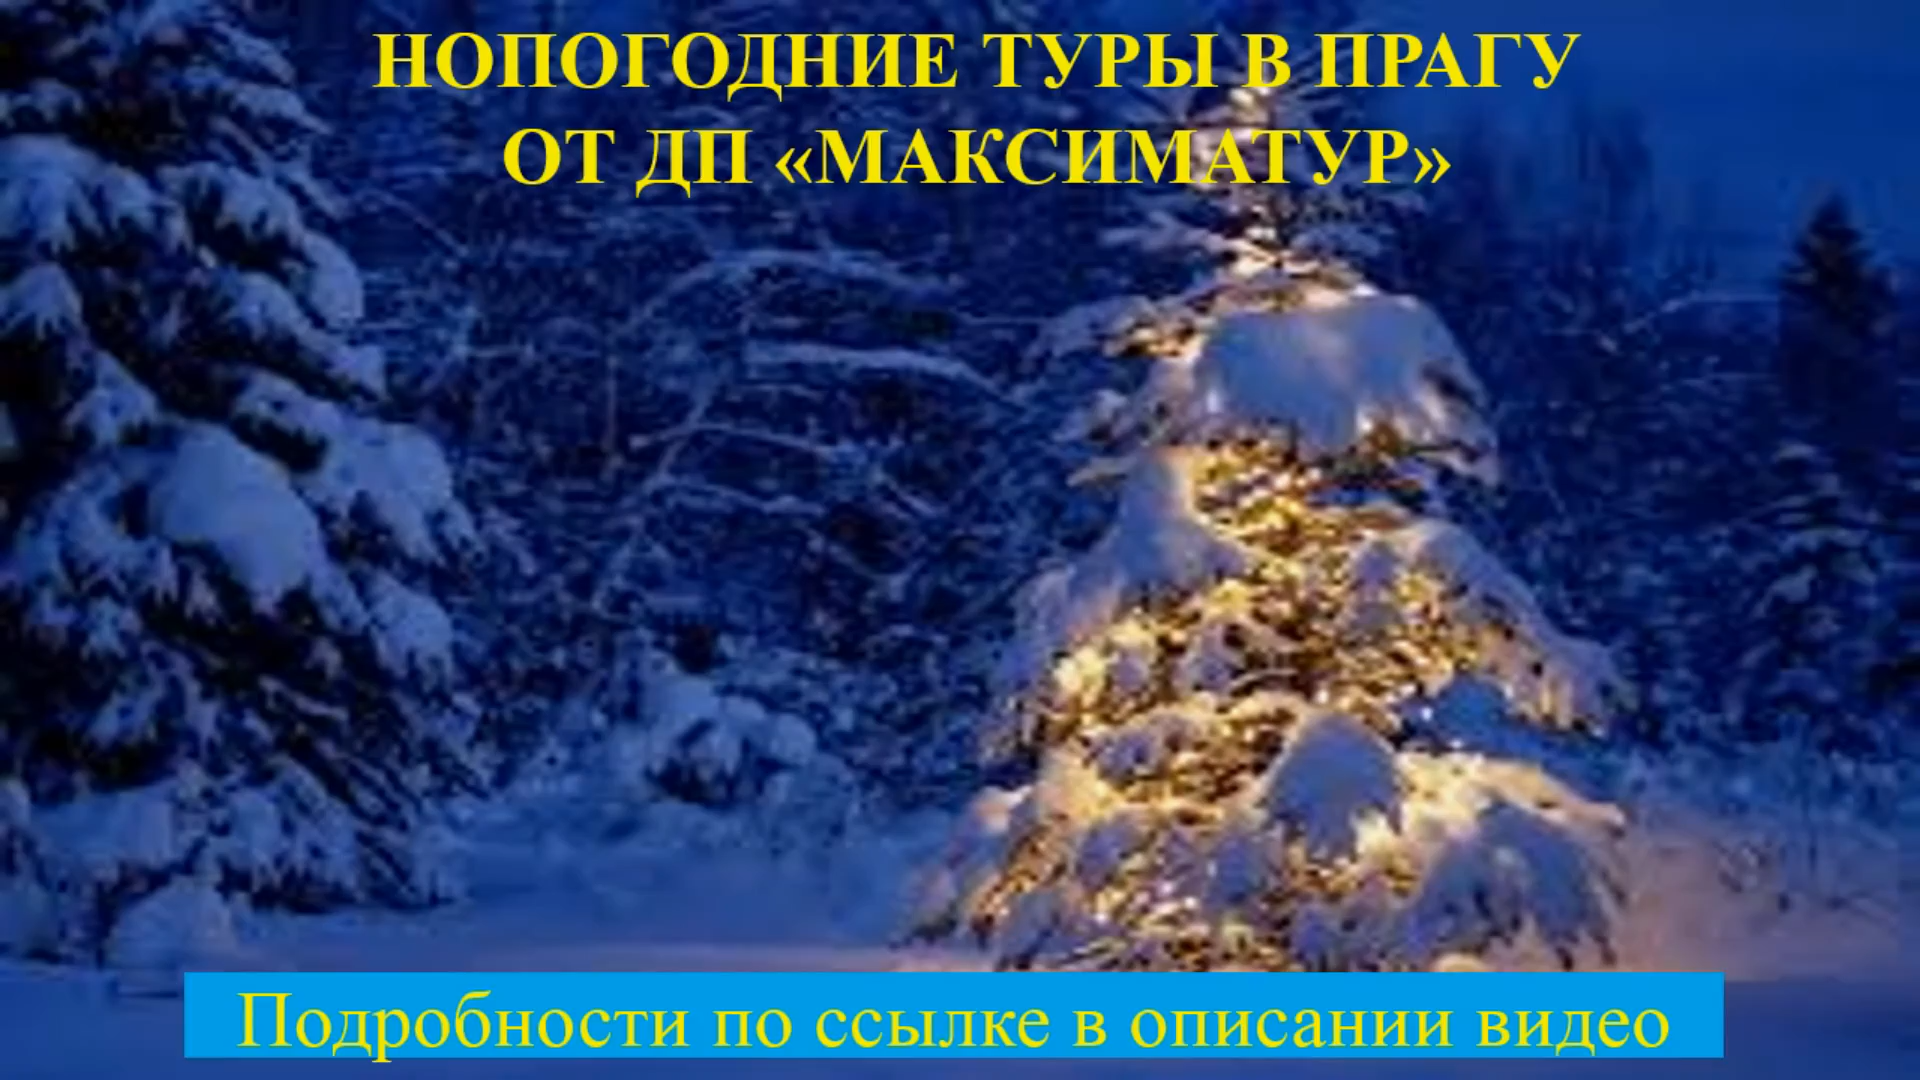 НОПОГОДНИЕ ТУРЫ В ПРАГУ
ОТ ДП «МАКСИМАТУР»
Подробности по ссылке в описании видео